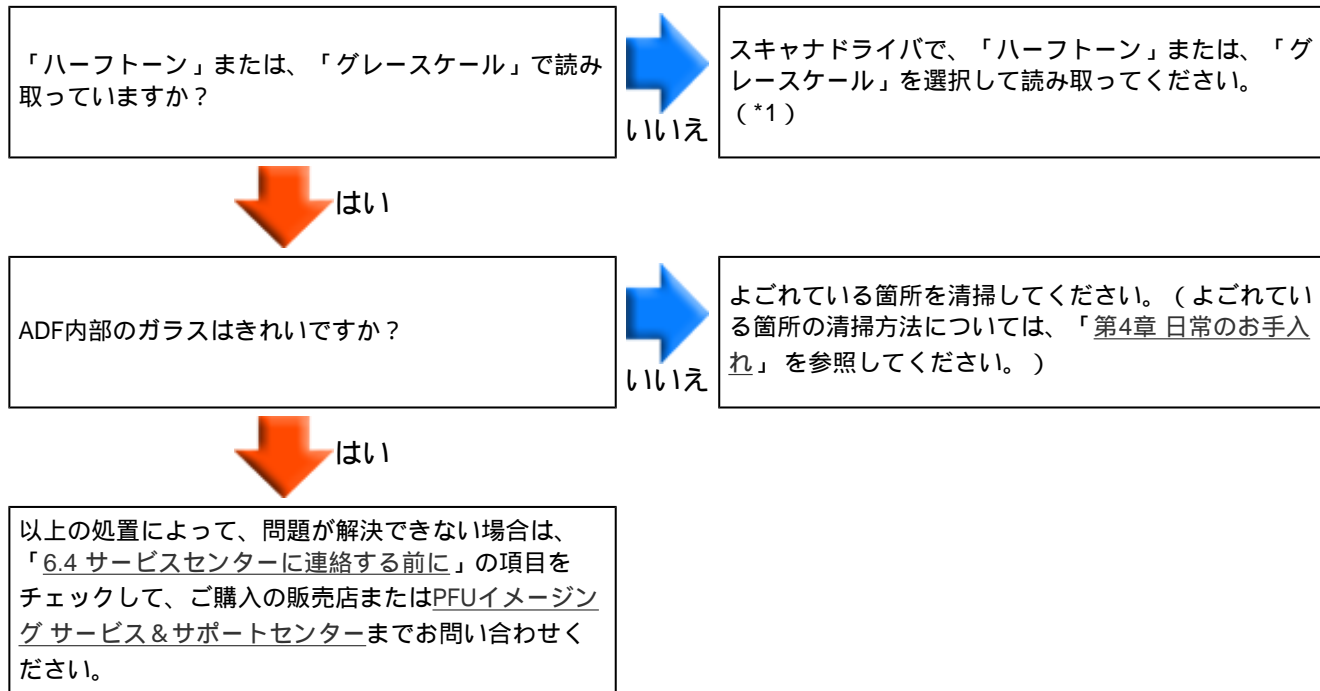 「ハーフトーン」または、「グレースケール」で読み
取っていますか？
いいえ
スキャナドライバで、「ハーフトーン」または、「グ
レースケール」を選択して読み取ってください。
（*1）
はい
ADF内部のガラスはきれいですか？
いいえ
よごれている箇所を清掃してください。（よごれてい
る箇所の清掃方法については、「第4章 日常のお手入
れ」 を参照してください。）
はい
以上の処置によって、問題が解決できない場合は、
「6.4 サービスセンターに連絡する前に」の項目を
チェックして、ご購入の販売店またはPFUイメージン
グ サービス＆サポートセンターまでお問い合わせく
ださい。